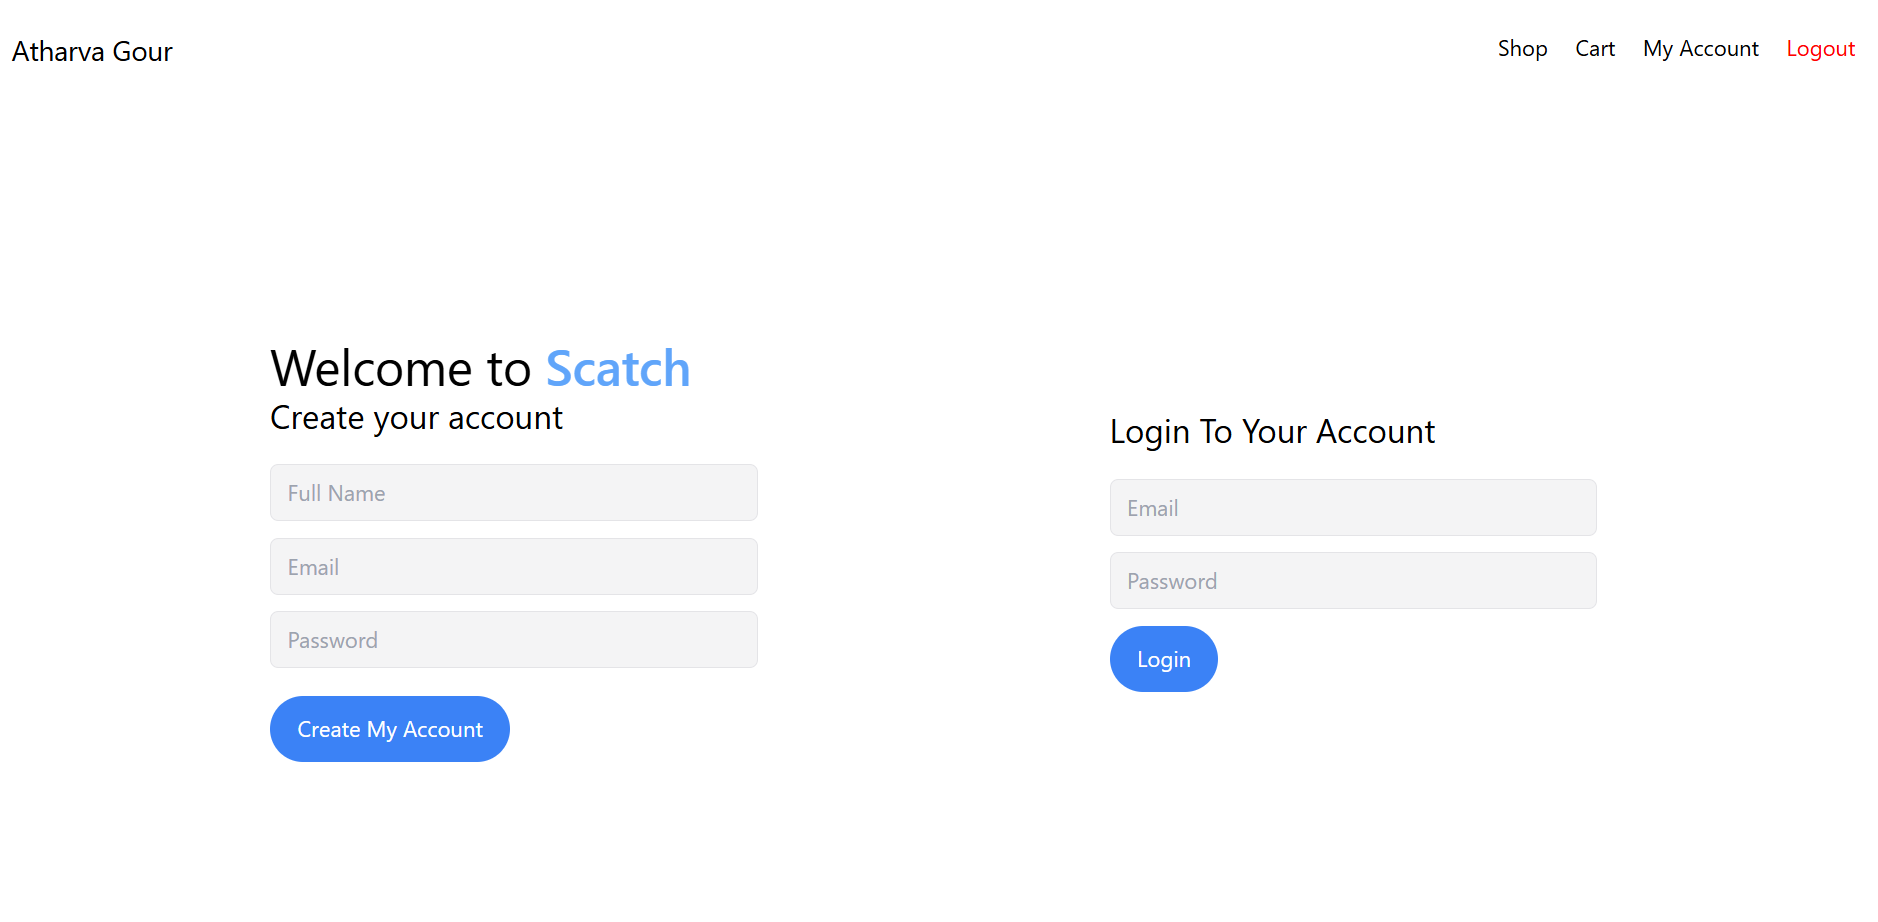 Atharva Gour
Shop Cart My Account Logout
Welcome to Scatch
Create your account
Full Name
Email
Password
Create My Account
Login To Your Account
Email
Password
Login